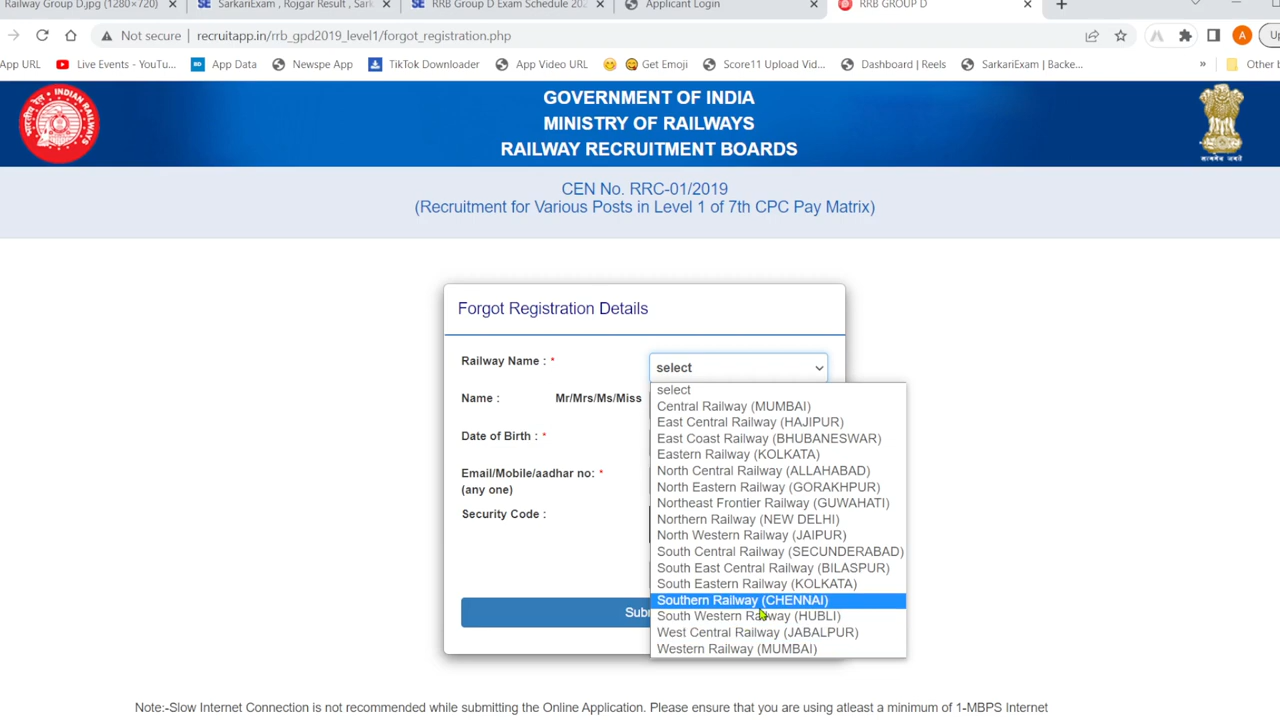 Railway Group D.jpg (1280×720)
SarkariExam , Rojgar Result , Sark
RRB Group D Exam Schedule 202
Applicant Login
RRB GROUP D
Not secure
recruitapp.in/rrb_gpd2019_level1/forgot_registration.php
A
App URL
Live Events - YouTu...
App Data
Newspe App
TikTok Downloader
App Video URL
Get Emoji
Score11 Upload Vid...
Dashboard | Reels
SarkariExam | Backe...
»
Other b
GOVERNMENT OF INDIA
MINISTRY OF RAILWAYS
RAILWAY RECRUITMENT BOARDS
CEN No. RRC-01/2019
(Recruitment for Various Posts in Level 1 of 7th CPC Pay Matrix)
Forgot Registration Details
Railway Name : *
select
Name : Mr/Mrs/Ms/Miss
Date of Birth : *
Email/Mobile/aadhar no: *
(any one)
Security Code :
select
Central Railway (MUMBAI)
East Central Railway (HAJIPUR)
East Coast Railway (BHUBANESWAR)
Eastern Railway (KOLKATA)
North Central Railway (ALLAHABAD)
North Eastern Railway (GORAKHPUR)
Northeast Frontier Railway (GUWAHATI)
Northern Railway (NEW DELHI)
North Western Railway (JAIPUR)
South Central Railway (SECUNDERABAD)
South East Central Railway (BILASPUR)
South Eastern Railway (KOLKATA)
Southern Railway (CHENNAI)
South Western Railway (HUBLI)
West Central Railway (JABALPUR)
Western Railway (MUMBAI)
Subm
Note:-Slow Internet Connection is not recommended while submitting the Online Application. Please ensure that you are using atleast a minimum of 1-MBPS Internet